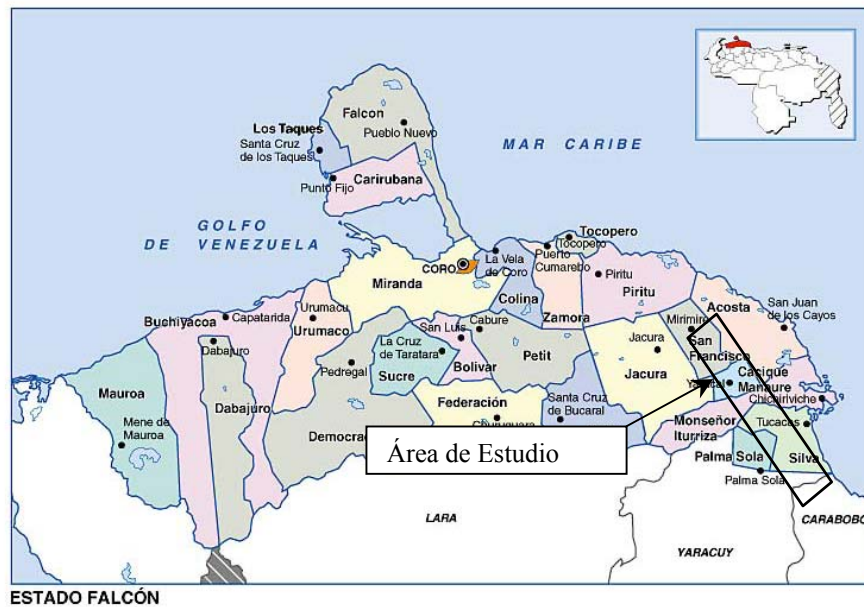 Falcon
Los Taques
Pueblo Nuevo
Santa Cruz
de los Taques
MAR CARIBE
Carirubana
Punto Fijo
GOLFO
DE VENEZUELA
Tocopero
Tocopero
CORO
La Vela
de Coro
Puerto
Cumarebo
Miranda
Piritu
Piritu
Colina
Acosta
San Juan
de los Cayos
Urumacu
Capatarida
Buchiyacoa
Urumaco
Zamora
Mirimire
San Luis
Cabure
San
Francisco
La Cruz
de Taratara
Dabajuro
Petit
Jacura
Pedregal
Sucre
Bolivar
Cacique
Manaure
Mauroa
Jacura
Chichiriviche
Dabajuro
Federación
Santa Cruz
de Bucaral
Monseñor
Iturriza
Tucacas
Mene de
Mauroa
Área de Estudio
Palma Sola
Silva
Palma Sola
LARA
CARABOBO
YARACUY
ESTADO FALCÓN